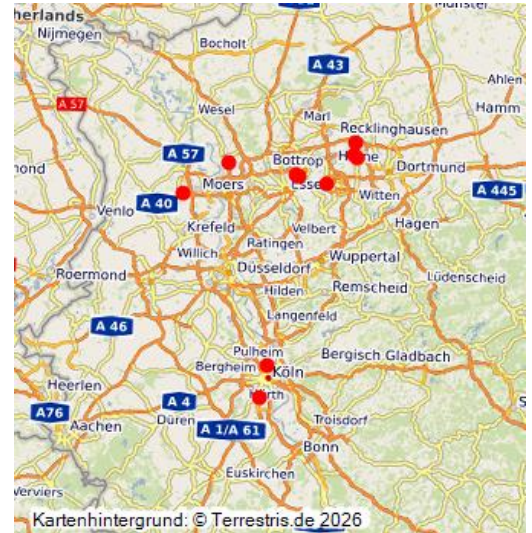 herlands
Nijmegen
Bocholt
A 43
Ahlen
A 57
Wesel
Marl
Hamm
Recklinghausen
A 57
Bottrop
Dortmund
Moers
Witten
A 445
A 40
Venlo
Krefeld
Velbert
Hagen
Ratingen
Willich
Wuppertal
Roermond
Düsseldorf
Lüdenscheid
Hilden
Remscheid
Langenfeld
A 46
Pulheim
Bergisch Gladbach
Bergheim
Köln
Heerlen
A76
A 4
Düren
Troisdorf
Aachen
A 1/A 61
Bonn
Euskirchen
Verviers
Kartenhintergrund: © Terrestris.de 2026